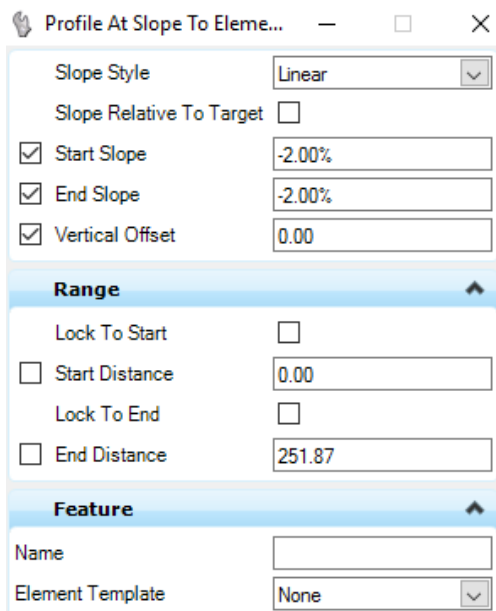 Profile At Slope To Eleme...
Slope Style Linear
Slope Relative To Target
Start Slope -2.00%
End Slope -2.00%
Vertical Offset 0.00
Range
Lock To Start
Start Distance 0.00
Lock To End
End Distance 251.87
Feature
Name
Element Template None